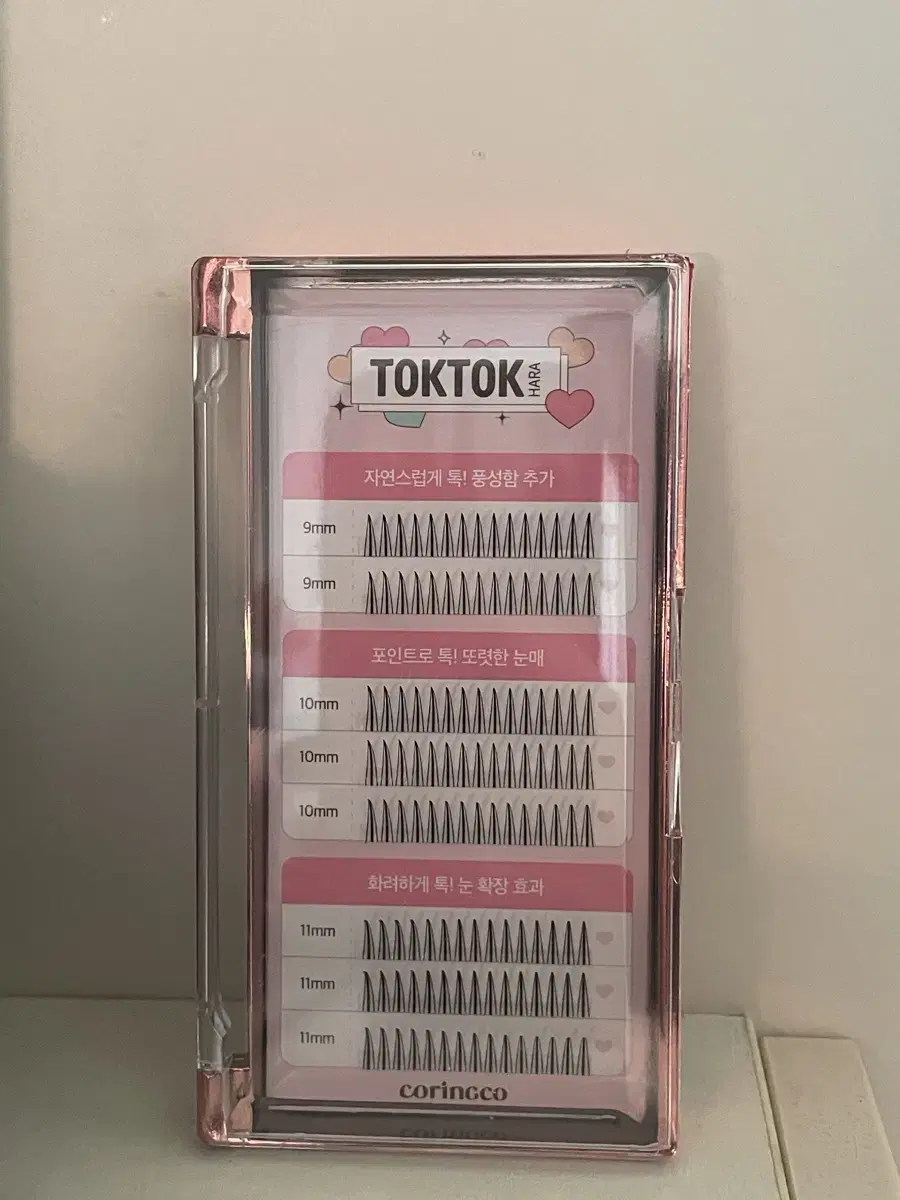 TOKTOK HARA
자연스럽게 톡! 풍성함 추가
9mm
9mm
포인트로 톡! 또렷한 눈매
10mm
10mm
10mm
화려하게 톡! 눈 확장 효과
11mm
11mm
11mm
coringco